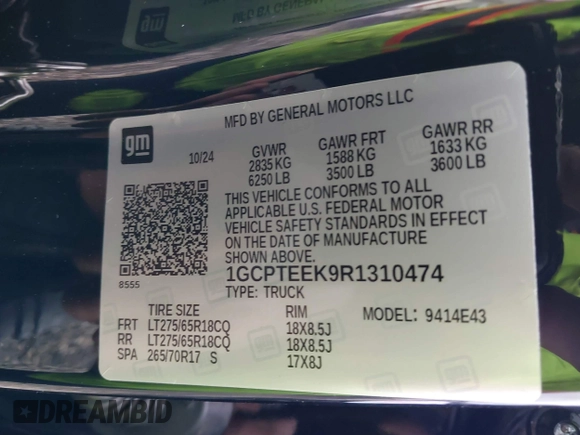 MFD BY GENERAL MOTORS LLC
gm
10/24
GVWR GAWR FRT GAWR RR
2835 KG 1588 KG 1633 KG
6250 LB 3500 LB 3600 LB
THIS VEHICLE CONFORMS TO ALL
APPLICABLE U.S. FEDERAL MOTOR
VEHICLE SAFETY STANDARDS IN EFFECT
ON THE DATE OF MANUFACTURE
SHOWN ABOVE.
8555
1GCPTEEK9R1310474
TYPE: TRUCK
TIRE SIZE RIM MODEL: 9414E43
FRT LT275/65R18CQ 18X8.5J
RR LT275/65R18CQ 18X8.5J
SPA 265/70R17 S 17X8J
DREAMBID